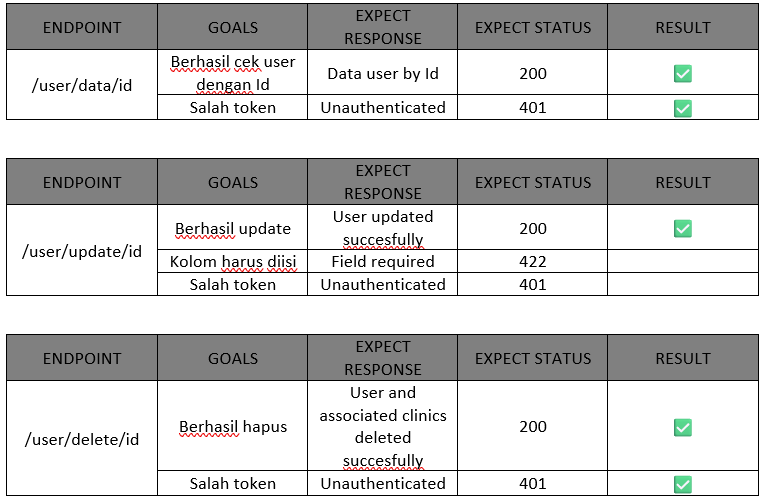 ENDPOINT GOALS EXPECT RESPONSE EXPECT STATUS RESULT
/user/data/id Berhasil cek user dengan Id Data user by Id 200 ✅
Salah token Unauthenticated 401 ✅
ENDPOINT GOALS EXPECT RESPONSE EXPECT STATUS RESULT
/user/update/id Berhasil update User updated succesfully 200 ✅
Kolom harus diisi Field required 422
Salah token Unauthenticated 401
ENDPOINT GOALS EXPECT RESPONSE EXPECT STATUS RESULT
/user/delete/id Berhasil hapus User and associated clinics deleted succesfully 200 ✅
Salah token Unauthenticated 401 ✅